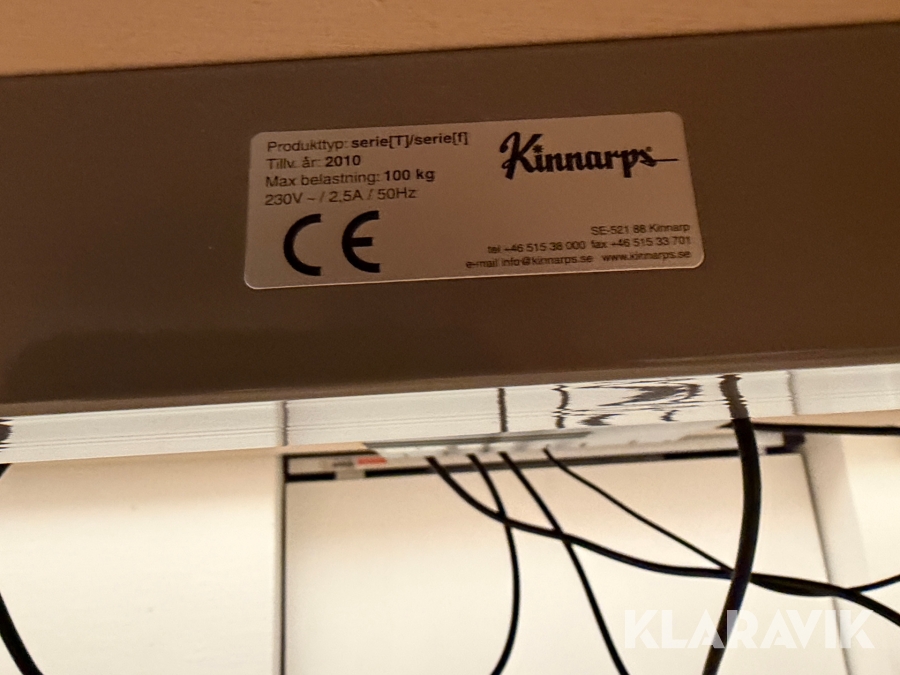 Produkttyp: serie[T]/serie[f]
Tillv. år: 2010
Max belastning: 100 kg
230V ~ / 2,5A / 50Hz
CE
Kinnarps
SE-521 88 Kinnarp
tel +46 515 38 000 fax +46 515 33 701
e-mail info@kinnarps.se www.kinnarps.se
KLARAVIK